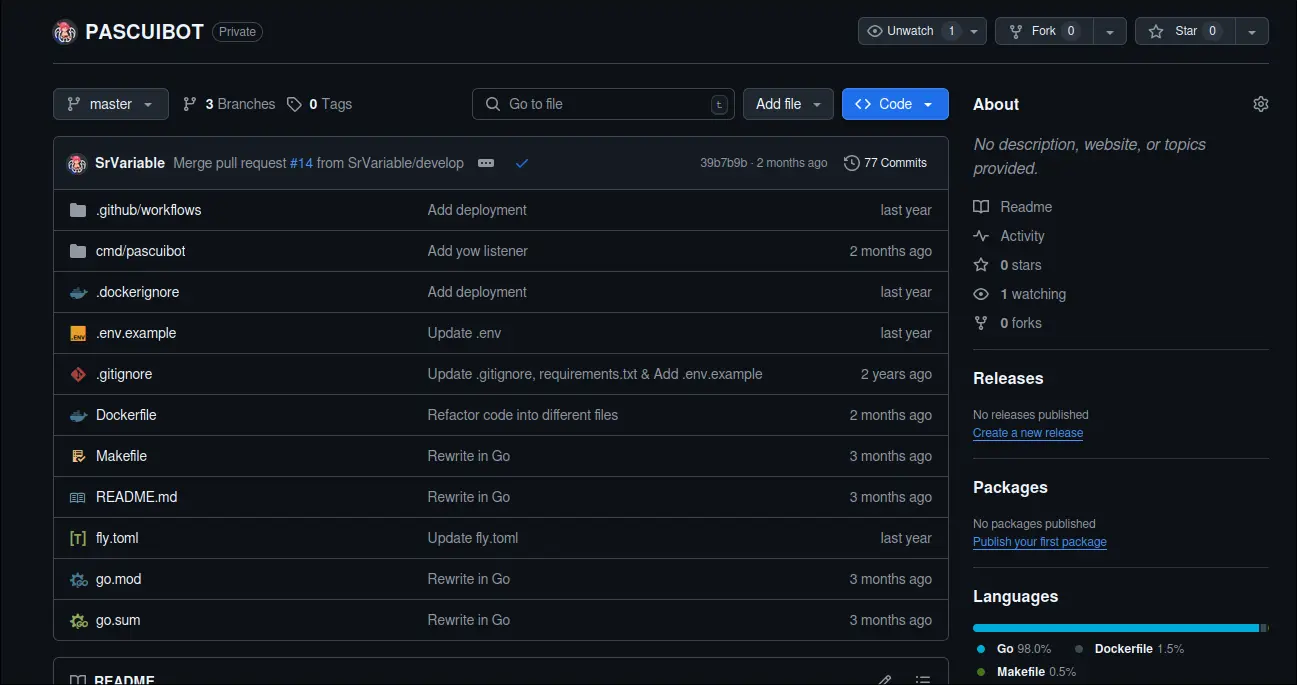 PASCUIBOT Private Unwatch 1 Fork 0 Star 0
master 3 Branches 0 Tags Go to file t Add file Code
SrVariable Merge pull request #14 from SrVariable/develop 39b7b9b · 2 months ago 77 Commits
.github/workflows Add deployment last year
cmd/pascuibot Add yow listener 2 months ago
.dockerignore Add deployment last year
.env.example Update .env last year
.gitignore Update .gitignore, requirements.txt & Add .env.example 2 years ago
Dockerfile Refactor code into different files 2 months ago
Makefile Rewrite in Go 3 months ago
README.md Rewrite in Go 3 months ago
fly.toml Update fly.toml last year
go.mod Rewrite in Go 3 months ago
go.sum Rewrite in Go 3 months ago
README
About
No description, website, or topics
provided.
Readme
Activity
0 stars
1 watching
0 forks
Releases
No releases published
Create a new release
Packages
No packages published
Publish your first package
Languages
Go 98.0% Dockerfile 1.5%
Makefile 0.5%